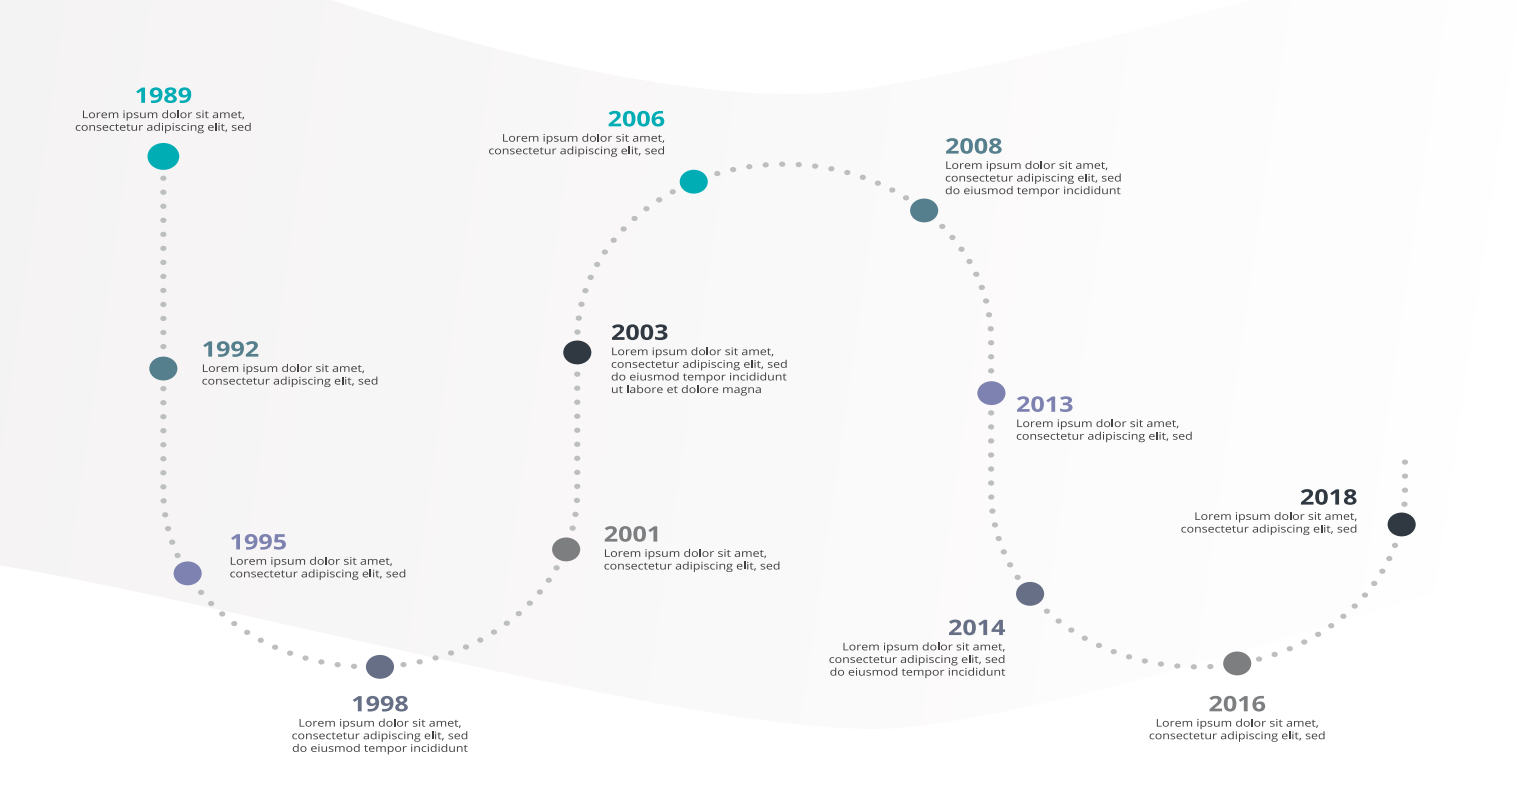 1989
Lorem ipsum dolor sit amet,
consectetur adipiscing elit, sed
1992
Lorem ipsum dolor sit amet,
consectetur adipiscing elit, sed
1995
Lorem ipsum dolor sit amet,
consectetur adipiscing elit, sed
1998
Lorem ipsum dolor sit amet,
consectetur adipiscing elit, sed
do eiusmod tempor incididunt
2001
Lorem ipsum dolor sit amet,
consectetur adipiscing elit, sed
2003
Lorem ipsum dolor sit amet,
consectetur adipiscing elit, sed
do eiusmod tempor incididunt
ut labore et dolore magna
2006
Lorem ipsum dolor sit amet,
consectetur adipiscing elit, sed
2008
Lorem ipsum dolor sit amet,
consectetur adipiscing elit, sed
do eiusmod tempor incididunt
2013
Lorem ipsum dolor sit amet,
consectetur adipiscing elit, sed
2014
Lorem ipsum dolor sit amet,
consectetur adipiscing elit, sed
do eiusmod tempor incididunt
2016
Lorem ipsum dolor sit amet,
consectetur adipiscing elit, sed
2018
Lorem ipsum dolor sit amet,
consectetur adipiscing elit, sed